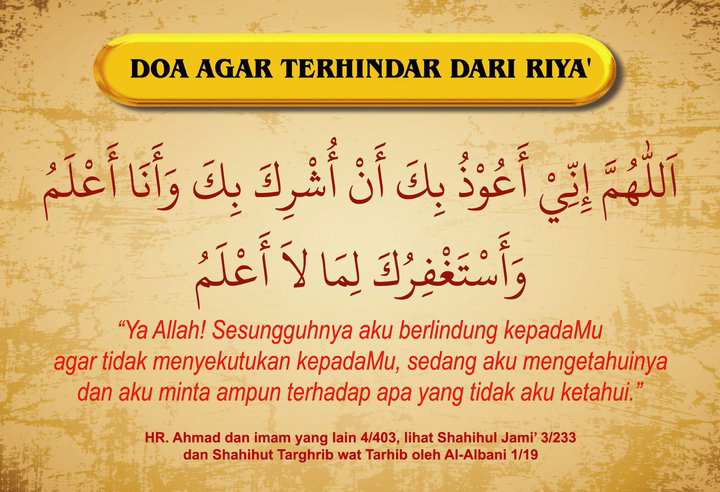 DOA AGAR TERHINDAR DARI RIYA'
اَللّٰهُمَّ إِنِّيْ أَعُوْذُ بِكَ أَنْ أُشْرِكَ بِكَ وَأَنَا أَعْلَمُ
وَأَسْتَغْفِرُكَ لِمَا لاَ أَعْلَمُ
“Ya Allah! Sesungguhnya aku berlindung kepadaMu
agar tidak menyekutukan kepadaMu, sedang aku mengetahuinya
dan aku minta ampun terhadap apa yang tidak aku ketahui.”
HR. Ahmad dan imam yang lain 4/403, lihat Shahihul Jami’ 3/233
dan Shahihut Targhrib wat Tarhib oleh Al-Albani 1/19